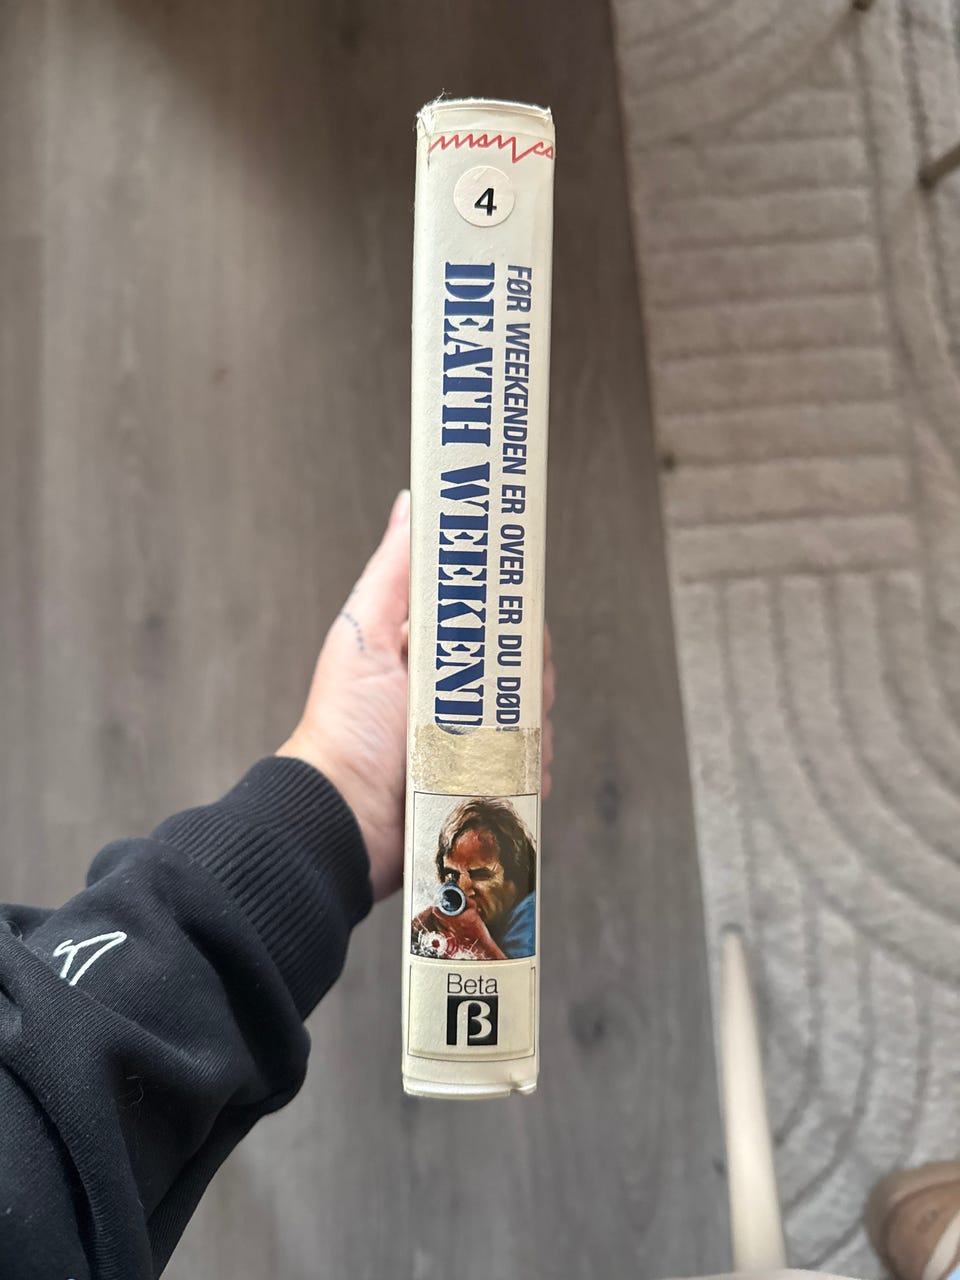 4
FØR WEEKENDEN ER OVER ER DU DØD!
DEATH WEEKEND
Beta
β